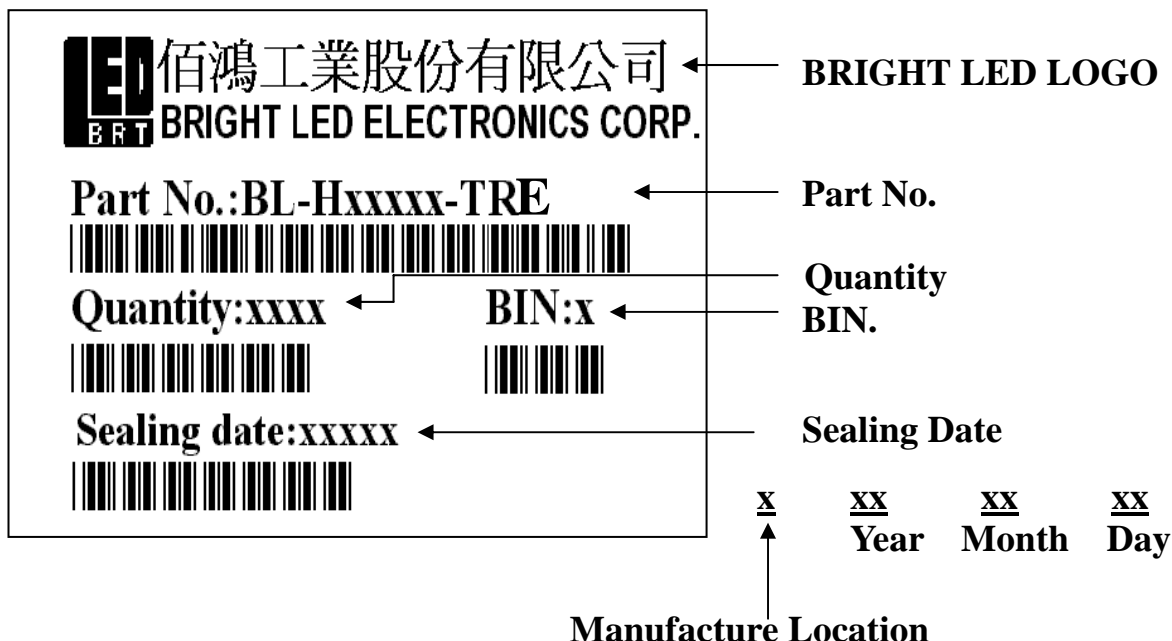 LED
佰鴻工業股份有限公司
BRT BRIGHT LED ELECTRONICS CORP.
BRIGHT LED LOGO
Part No.:BL-Hxxxxx-TRE
Part No.
Quantity:xxxx
BIN:x
Quantity
BIN.
Sealing date:xxxxx
Sealing Date
x xx xx xx
Year Month Day
Manufacture Location